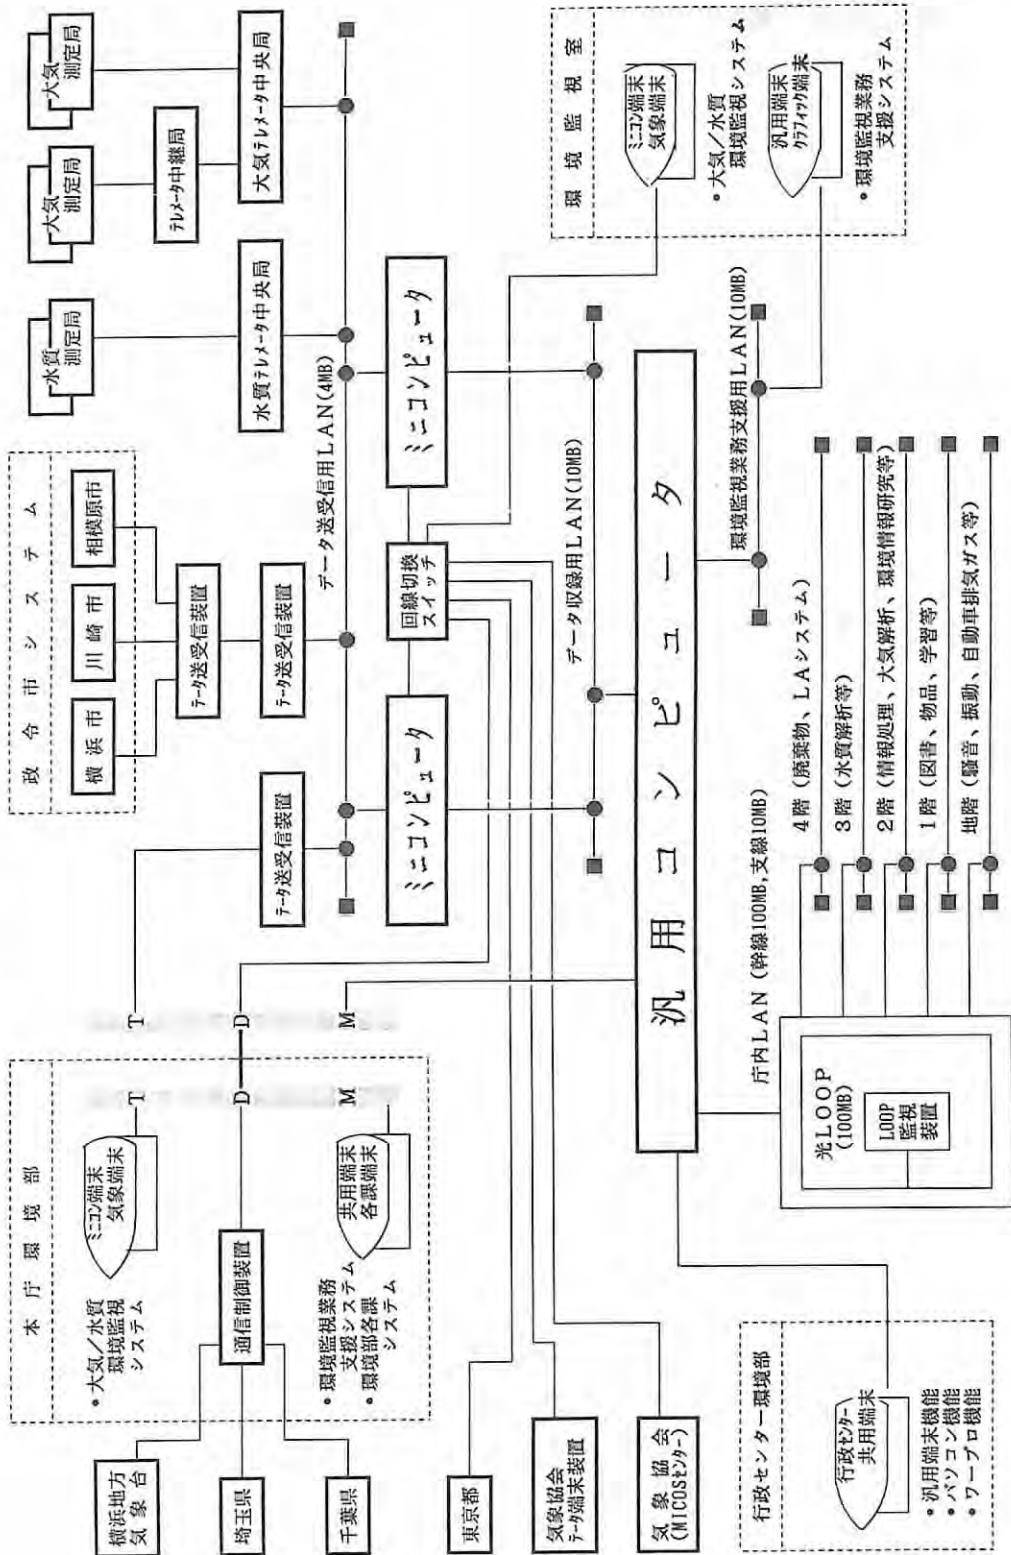 本庁環境部
ミニコン端末
気象端末
• 大気／水質
環境監視
システム
通信制御装置
共用端末
各課端末
• 環境監視業務
支援システム
• 環境部各課
システム
T
D
M
T
D
M
横浜地方
気象台
埼玉県
千葉県
東京都
気象協会
データ端末装置
気象協会
(MICOSセンター)
行政センター環境部
行政センター
共用端末
• 汎用端末機能
• パソコン機能
• ワープロ機能
政令市システム
横浜市
川崎市
相模原市
データ送受信装置
データ送受信装置
データ送受信装置
水質
測定局
大気
測定局
大気
測定局
テレメータ中継局
水質テレメータ中央局
大気テレメータ中央局
データ送受信用LAN(4MB)
ミニコンピュータ
回線切換
スイッチ
ミニコンピュータ
データ収録用LAN(10MB)
汎用コンピュータ
環境監視室
ミニコン端末
気象端末
• 大気／水質
環境監視システム
汎用端末
グラフィック端末
• 環境監視業務
支援システム
環境監視業務支援用LAN(10MB)
庁内LAN（幹線100MB,支線10MB）
光LOOP
(100MB)
LOOP
監視
装置
4階（廃棄物、LAシステム）
3階（水質解析等）
2階（情報処理、大気解析、環境情報研究等）
1階（図書、物品、学習等）
地階（騒音、振動、自動車排気ガス等）